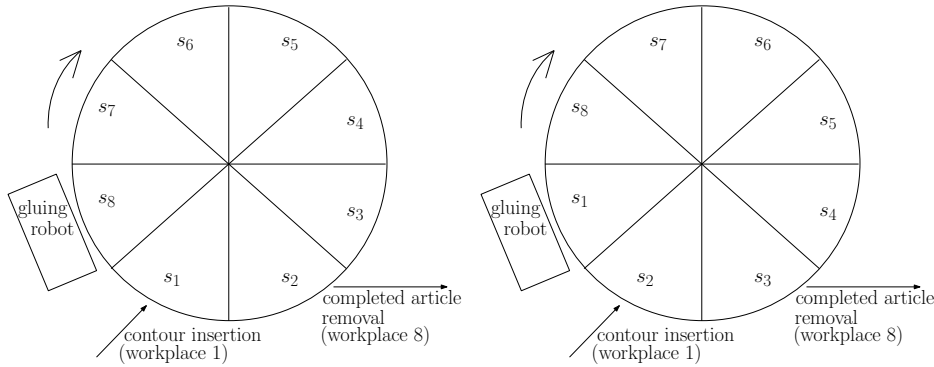 s6
s5
s7
s4
s8
s3
s1
s2
gluing
robot
contour insertion
(workplace 1)
completed article
removal
(workplace 8)
s7
s6
s8
s5
s1
s4
s2
s3
gluing
robot
contour insertion
(workplace 1)
completed article
removal
(workplace 8)